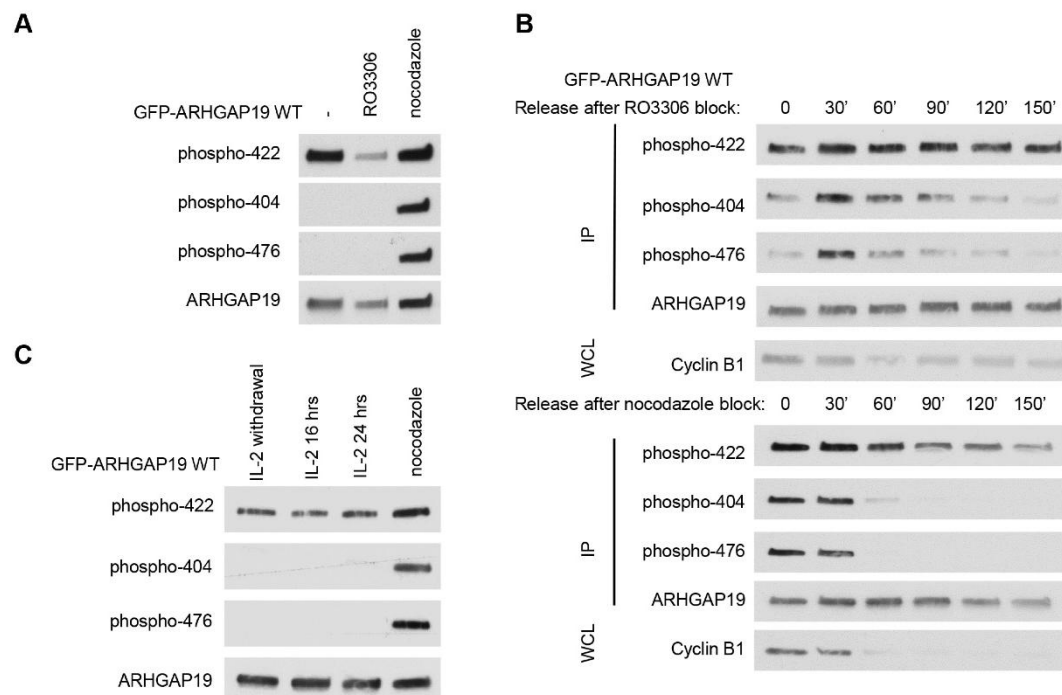 A
GFP-ARHGAP19 WT
-
RO3306
nocodazole
phospho-422
phospho-404
phospho-476
ARHGAP19
B
GFP-ARHGAP19 WT
Release after RO3306 block: 0 30’ 60’ 90’ 120’ 150’
IP
phospho-422
phospho-404
phospho-476
ARHGAP19
WCL
Cyclin B1
Release after nocodazole block: 0 30’ 60’ 90’ 120’ 150’
IP
phospho-422
phospho-404
phospho-476
ARHGAP19
WCL
Cyclin B1
C
GFP-ARHGAP19 WT
IL-2 withdrawal
IL-2 16 hrs
IL-2 24 hrs
nocodazole
phospho-422
phospho-404
phospho-476
ARHGAP19